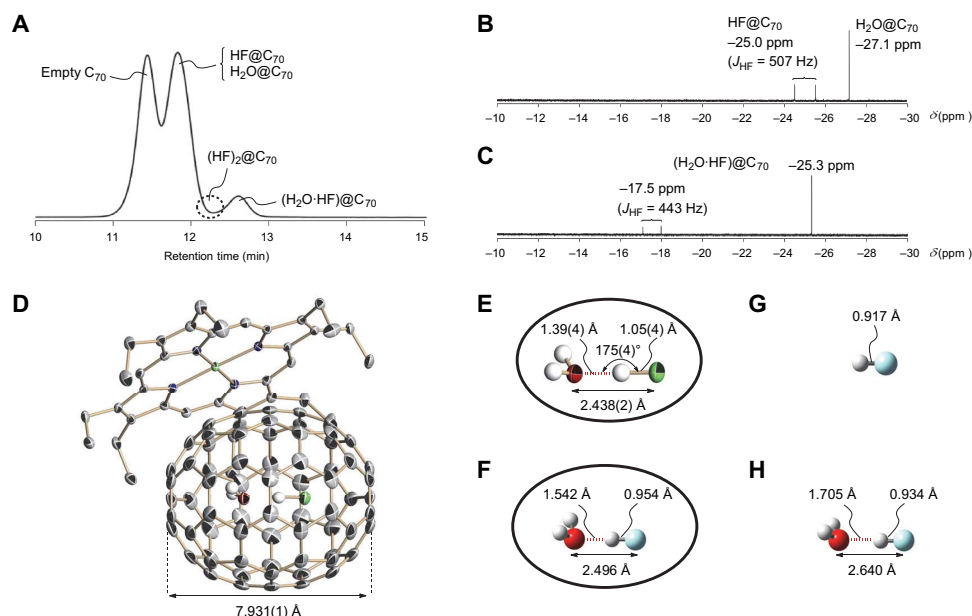 A
Empty C70
HF@C70
H2O@C70
(HF)2@C70
(H2O·HF)@C70
10 11 12 13 14 15
Retention time (min)
B
HF@C70
–25.0 ppm
(JHF = 507 Hz)
H2O@C70
–27.1 ppm
–10 –12 –14 –16 –18 –20 –22 –24 –26 –28 –30 δ(ppm )
C
(H2O·HF)@C70
–25.3 ppm
–17.5 ppm
(JHF = 443 Hz)
–10 –12 –14 –16 –18 –20 –22 –24 –26 –28 –30 δ(ppm )
D
7.931(1) Å
E
1.39(4) Å
1.05(4) Å
175(4)°
2.438(2) Å
G
0.917 Å
F
1.542 Å
0.954 Å
2.496 Å
H
1.705 Å
0.934 Å
2.640 Å